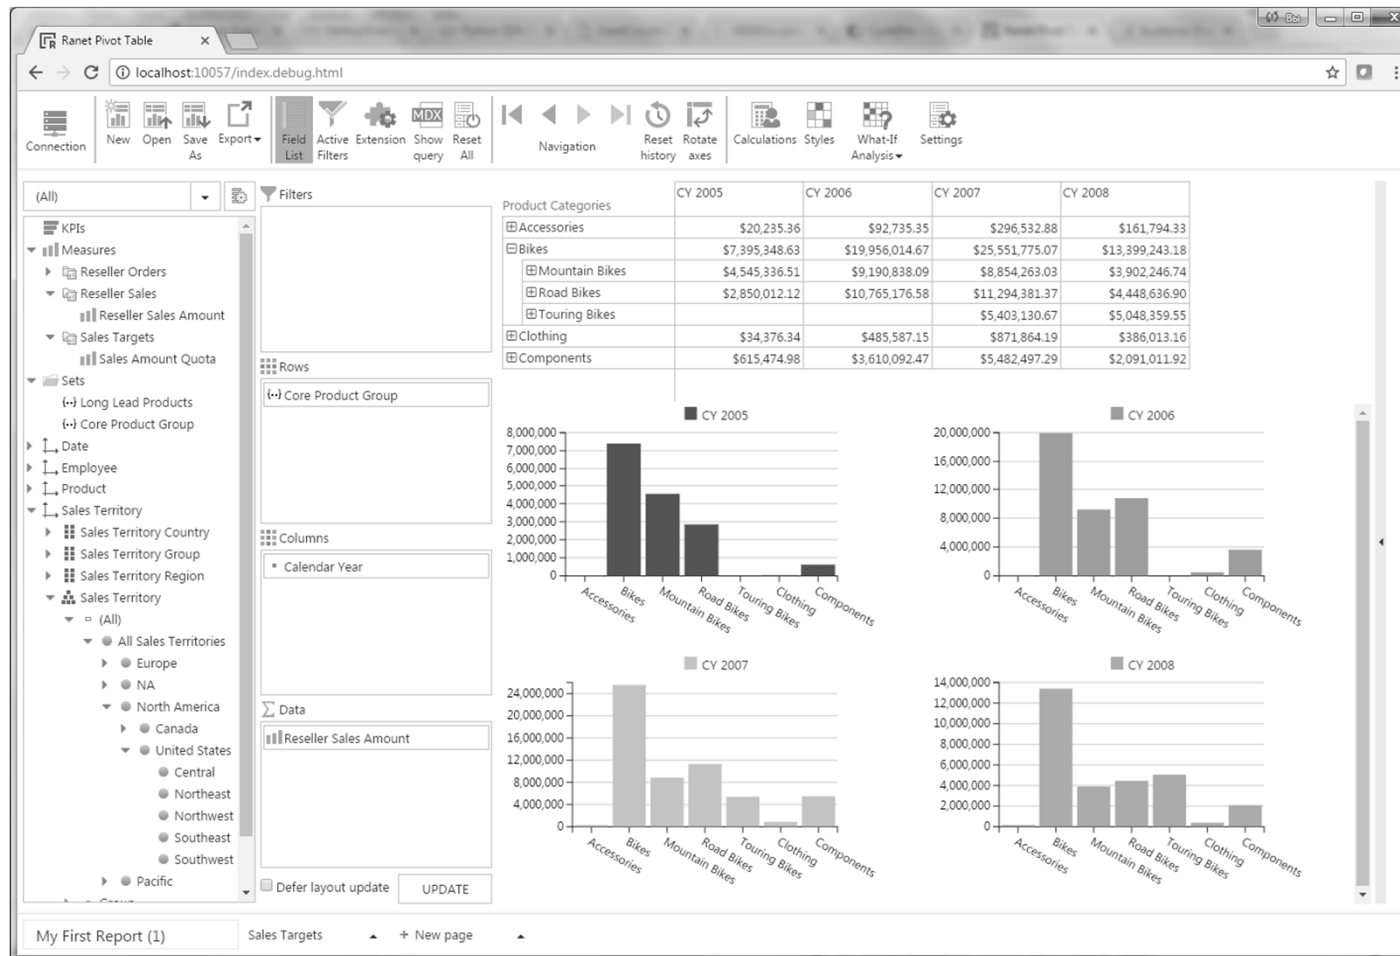 Ranet Pivot Table
localhost:10057/index.debug.html
Connection
New
Open
Save As
Export
Field List
Active Filters
Extension
Show query
MDX
Reset All
Navigation
Reset history
Rotate axes
Calculations
Styles
What-If Analysis
Settings
(All)
KPIs
Measures
Reseller Orders
Reseller Sales
Reseller Sales Amount
Sales Targets
Sales Amount Quota
Sets
Long Lead Products
Core Product Group
Date
Employee
Product
Sales Territory
Sales Territory Country
Sales Territory Group
Sales Territory Region
Sales Territory
(All)
All Sales Territories
Europe
NA
North America
Canada
United States
Central
Northeast
Northwest
Southeast
Southwest
Pacific
Filters
Rows
Core Product Group
Columns
Calendar Year
Data
Reseller Sales Amount
Defer layout update
UPDATE
Product Categories CY 2005 CY 2006 CY 2007 CY 2008
Accessories $20,235.36 $92,735.35 $296,532.88 $161,794.33
Bikes $7,395,348.63 $19,956,014.67 $25,551,775.07 $13,399,243.18
Mountain Bikes $4,545,336.51 $9,190,838.09 $8,854,263.03 $3,902,246.74
Road Bikes $2,850,012.12 $10,765,176.58 $11,294,381.37 $4,448,636.90
Touring Bikes $5,403,130.67 $5,048,359.55
Clothing $34,376.34 $485,587.15 $871,864.19 $386,013.16
Components $615,474.98 $3,610,092.47 $5,482,497.29 $2,091,011.92
CY 2005
8,000,000
7,000,000
6,000,000
5,000,000
4,000,000
3,000,000
2,000,000
1,000,000
0
Accessories
Bikes
Mountain Bikes
Road Bikes
Touring Bikes
Clothing
Components
CY 2006
20,000,000
16,000,000
12,000,000
8,000,000
4,000,000
0
Accessories
Bikes
Mountain Bikes
Road Bikes
Touring Bikes
Clothing
Components
CY 2007
24,000,000
20,000,000
16,000,000
12,000,000
8,000,000
4,000,000
0
Accessories
Bikes
Mountain Bikes
Road Bikes
Touring Bikes
Clothing
Components
CY 2008
14,000,000
12,000,000
10,000,000
8,000,000
6,000,000
4,000,000
2,000,000
0
Accessories
Bikes
Mountain Bikes
Road Bikes
Touring Bikes
Clothing
Components
My First Report (1)
Sales Targets
+ New page